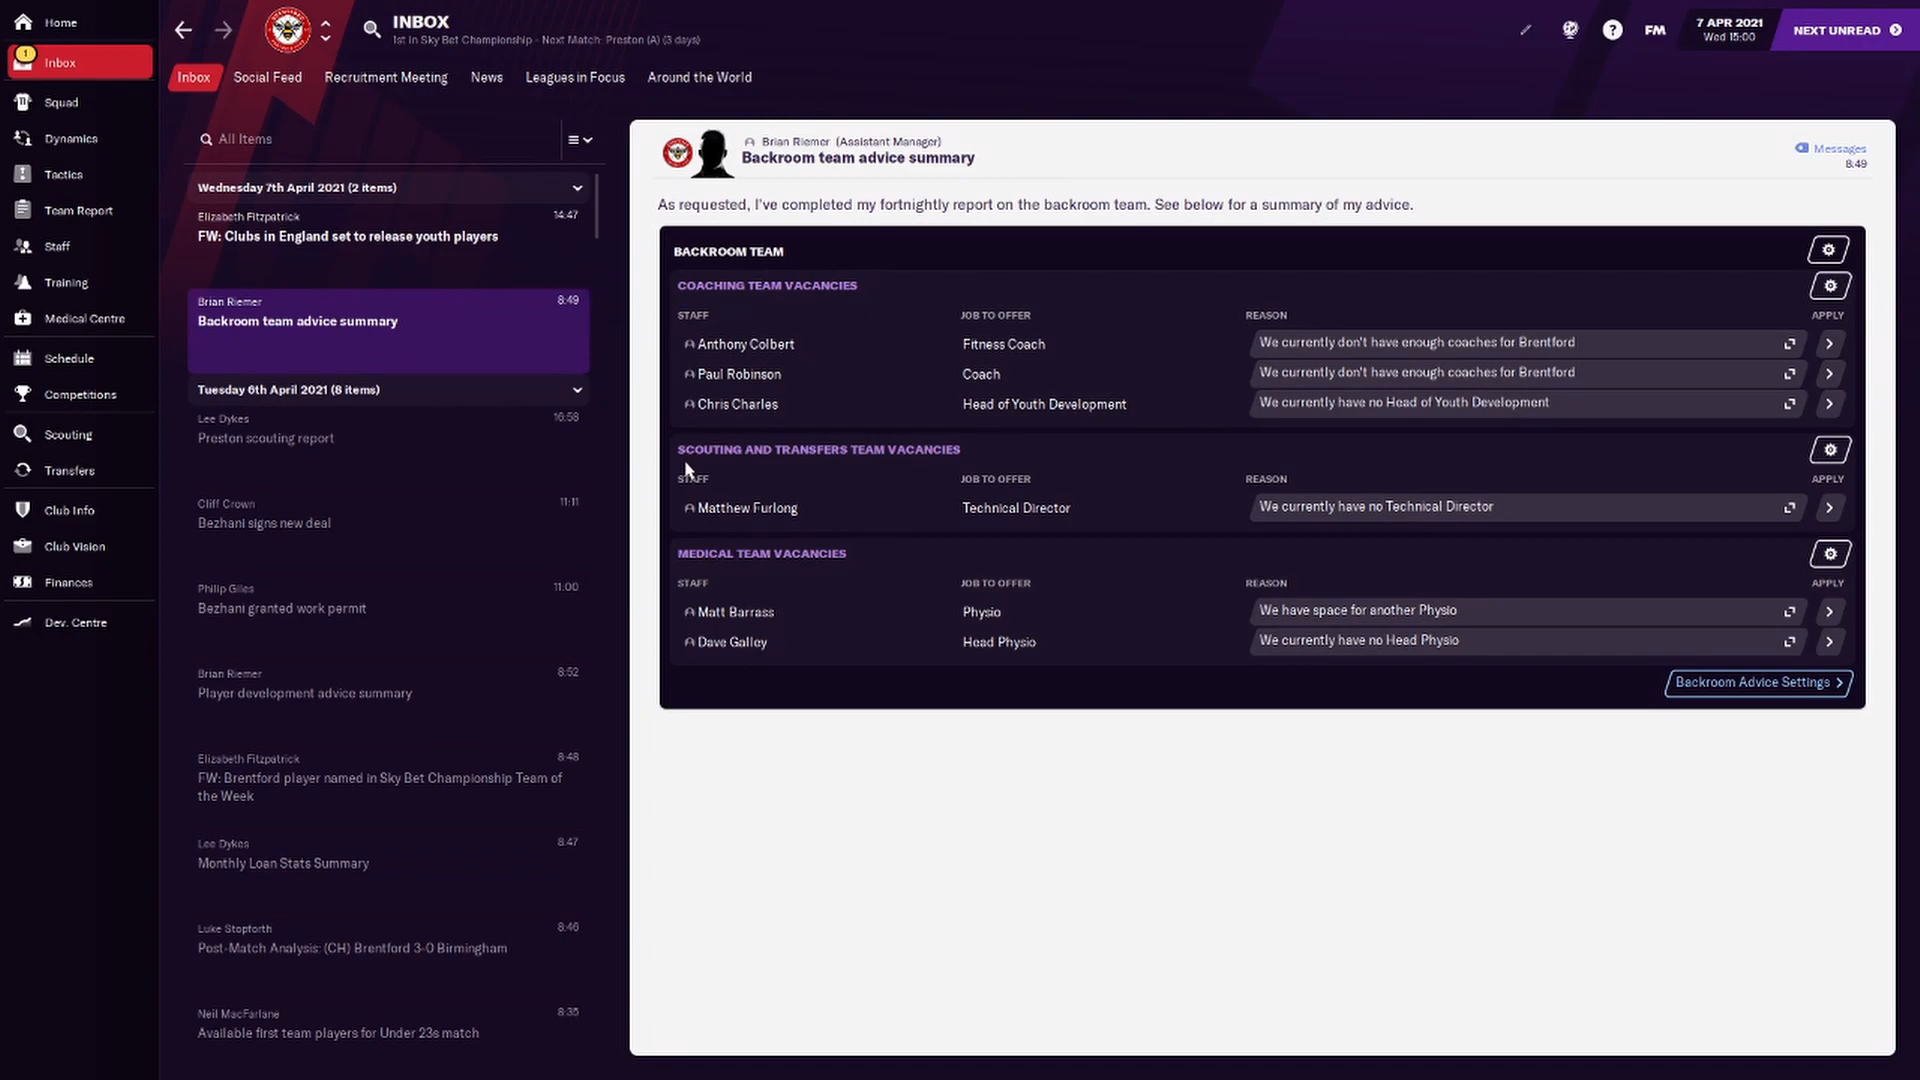 Home
1
Inbox
Squad
Dynamics
Tactics
Team Report
Staff
Training
Medical Centre
Schedule
Competitions
Scouting
Transfers
Club Info
Club Vision
Finances
Dev. Centre
INBOX
1st in Sky Bet Championship - Next Match: Preston (A) (3 days)
?
FM
7 APR 2021
Wed 15:00
NEXT UNREAD
Inbox
Social Feed
Recruitment Meeting
News
Leagues in Focus
Around the World
All Items
Wednesday 7th April 2021 (2 items)
Elizabeth Fitzpatrick 14:47
FW: Clubs in England set to release youth players
Brian Riemer 8:49
Backroom team advice summary
Tuesday 6th April 2021 (8 items)
Lee Dykes 16:58
Preston scouting report
Cliff Crown 11:11
Bezhani signs new deal
Philip Giles 11:00
Bezhani granted work permit
Brian Riemer 8:52
Player development advice summary
Elizabeth Fitzpatrick 8:48
FW: Brentford player named in Sky Bet Championship Team of
the Week
Lee Dykes 8:47
Monthly Loan Stats Summary
Luke Stopforth 8:46
Post-Match Analysis: (CH) Brentford 3-0 Birmingham
Neil MacFarlane 8:35
Available first team players for Under 23s match
Brian Riemer (Assistant Manager)
Backroom team advice summary
Messages
8:49
As requested, I've completed my fortnightly report on the backroom team. See below for a summary of my advice.
BACKROOM TEAM
COACHING TEAM VACANCIES
STAFF JOB TO OFFER REASON APPLY
Anthony Colbert Fitness Coach We currently don't have enough coaches for Brentford
Paul Robinson Coach We currently don't have enough coaches for Brentford
Chris Charles Head of Youth Development We currently have no Head of Youth Development
SCOUTING AND TRANSFERS TEAM VACANCIES
STAFF JOB TO OFFER REASON APPLY
Matthew Furlong Technical Director We currently have no Technical Director
MEDICAL TEAM VACANCIES
STAFF JOB TO OFFER REASON APPLY
Matt Barrass Physio We have space for another Physio
Dave Galley Head Physio We currently have no Head Physio
Backroom Advice Settings